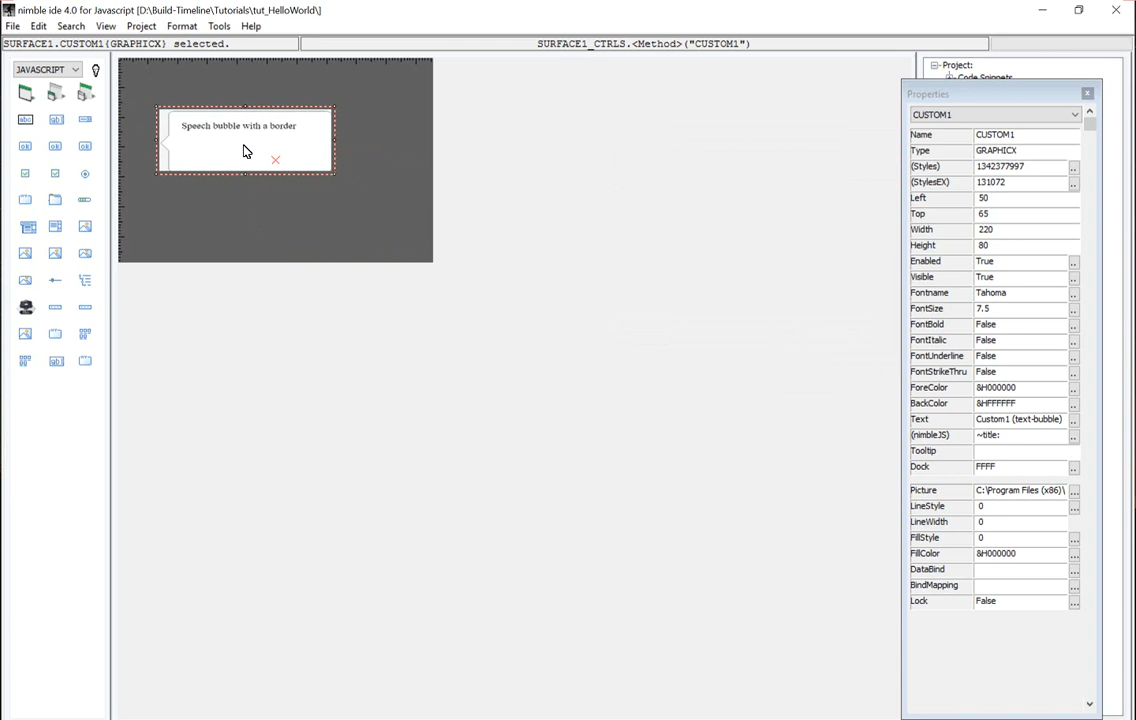 nimble ide 4.0 for Javascript [D:\Build-Timeline\Tutorials\tut_HelloWorld\]
File Edit Search View Project Format Tools Help
SURFACE1.CUSTOM1{GRAPHICX} selected.
SURFACE1_CTRLS.<Method>("CUSTOM1")
JAVASCRIPT
Speech bubble with a border
Project:
Code Snippets
Properties
CUSTOM1
Name CUSTOM1
Type GRAPHICX
(Styles) 1342377997
(StylesEX) 131072
Left 50
Top 65
Width 220
Height 80
Enabled True
Visible True
Fontname Tahoma
FontSize 7.5
FontBold False
FontItalic False
FontUnderline False
FontStrikeThru False
ForeColor &H000000
BackColor &HFFFFFF
Text Custom1 (text-bubble)
(nimbleJS) ~title:
Tooltip
Dock FFFF
Picture C:\Program Files (x86)\
LineStyle 0
LineWidth 0
FillStyle 0
FillColor &H000000
DataBind
BindMapping
Lock False